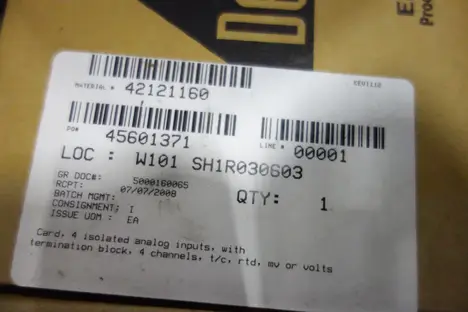 De
E
Pro
MATERIAL # 42121160
PO# 45601371
LINE # 00001
LOC : W101 SH1R030603
GR DOC#: 5000160065
RCPT: 07/07/2008
BATCH MGMT:
CONSIGNMENT: I
ISSUE UOM : EA
QTY: 1
Card, 4 isolated analog inputs, with
termination block, 4 channels, t/c, rtd, mv or volts